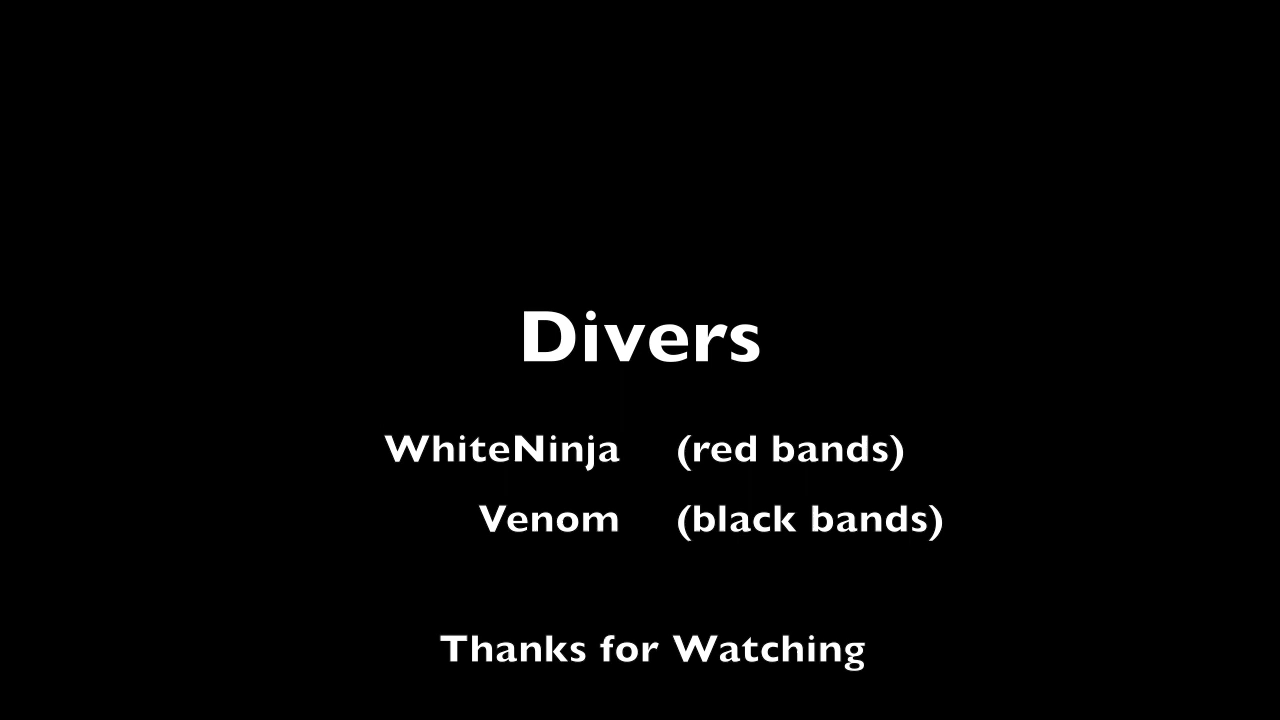 Divers
WhiteNinja (red bands)
Venom (black bands)
Thanks for Watching